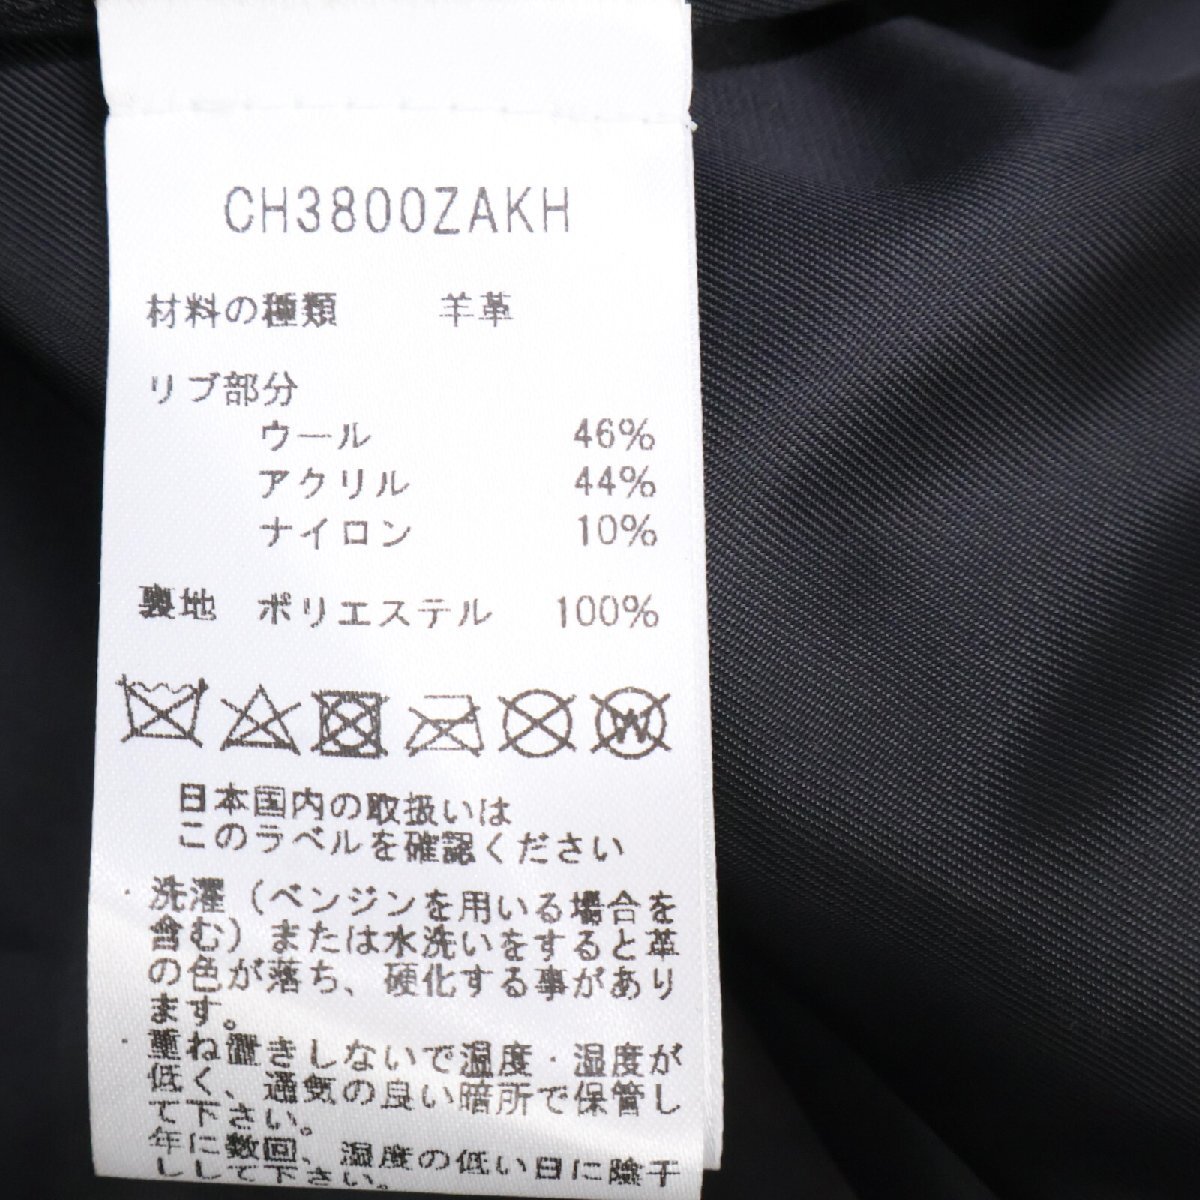 CH3800ZAKH
材料の種類 羊革
リブ部分
ウール 46%
アクリル 44%
ナイロン 10%
裏地 ポリエステル 100%
W
日本国内の取扱いは
このラベルを確認ください
・洗濯（ベンジンを用いる場合を
含む）または水洗いをすると革
の色が落ち、硬化する事があり
ます。
・重ね置きしないで温度・湿度が
低く、通気の良い暗所で保管し
て下さい。
年に数回、湿度の低い日に陰干
しして下さい。